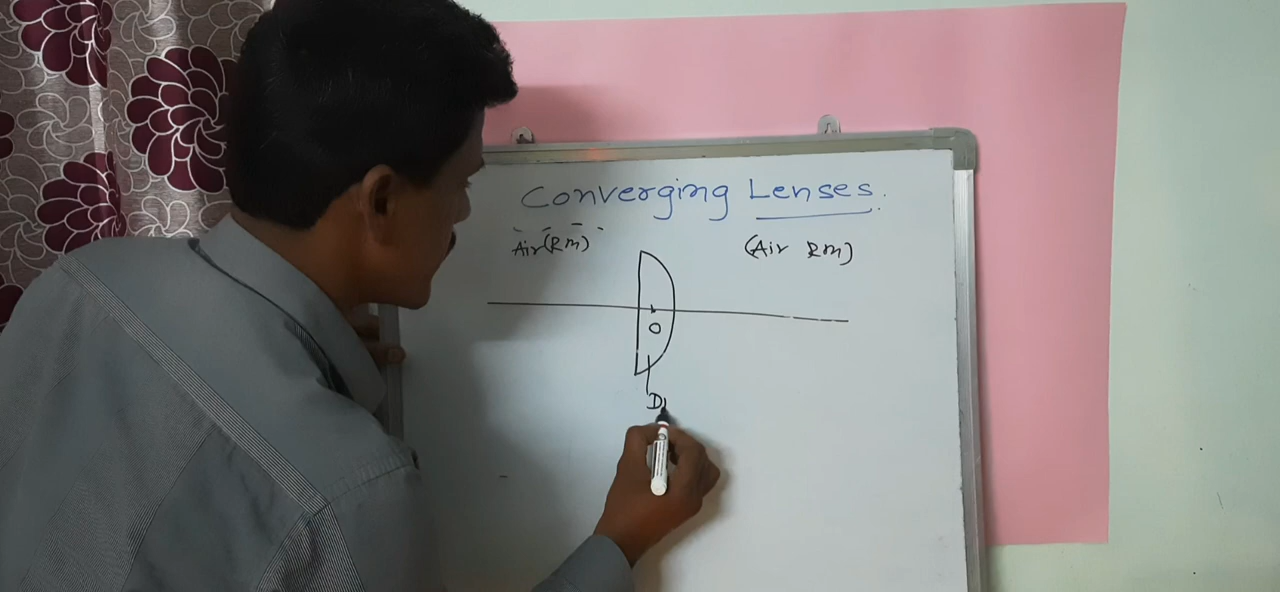 Converging Lenses.
Air(Rm) (Air Rm)
O
D